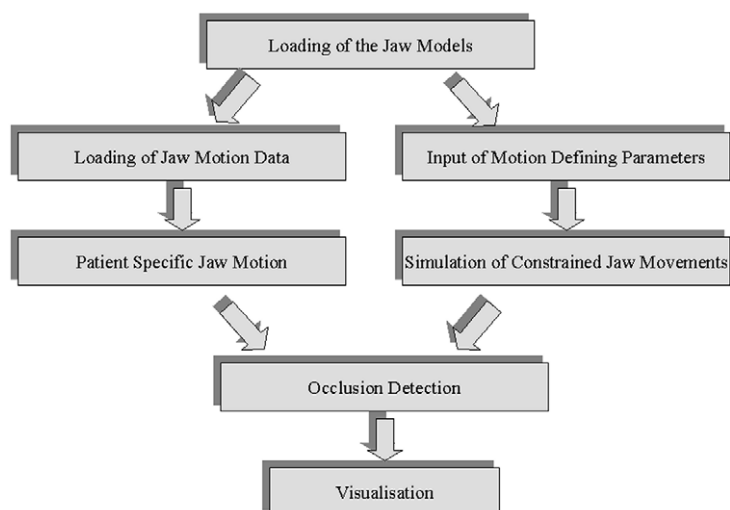 Loading of the Jaw Models
Loading of Jaw Motion Data
Input of Motion Defining Parameters
Patient Specific Jaw Motion
Simulation of Constrained Jaw Movements
Occlusion Detection
Visualisation